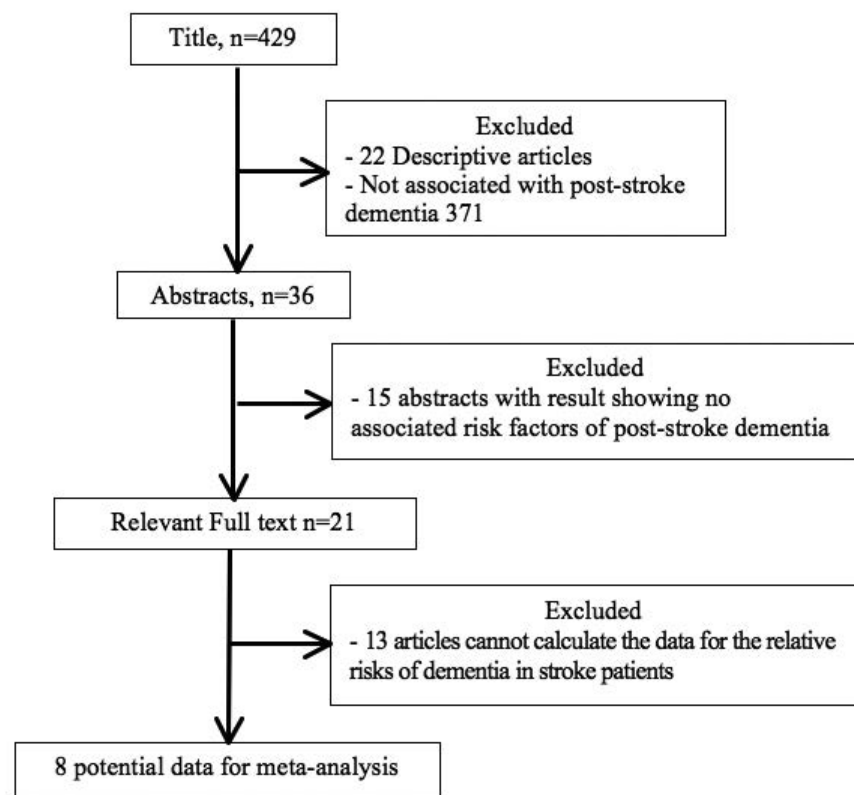 Title, n=429
Excluded
- 22 Descriptive articles
- Not associated with post-stroke
dementia 371
Abstracts, n=36
Excluded
- 15 abstracts with result showing no
associated risk factors of post-stroke dementia
Relevant Full text n=21
Excluded
- 13 articles cannot calculate the data for the relative
risks of dementia in stroke patients
8 potential data for meta-analysis